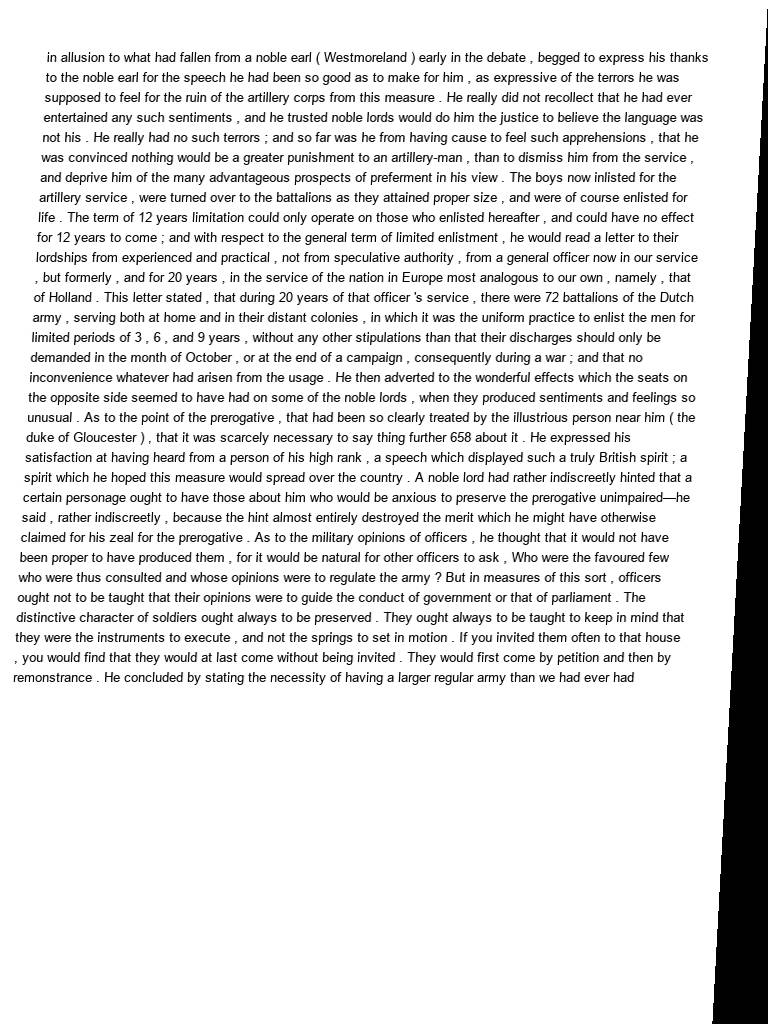 in allusion to what had fallen from a noble earl ( Westmoreland ) early in the debate , begged to express his thanks
to the noble earl for the speech he had been so good as to make for him , as expressive of the terrors he was
supposed to feel for the ruin of the artillery corps from this measure . He really did not recollect that he had ever
entertained any such sentiments , and he trusted noble lords would do him the justice to believe the language was
not his . He really had no such terrors ; and so far was he from having cause to feel such apprehensions , that he
was convinced nothing would be a greater punishment to an artillery-man , than to dismiss him from the service ,
and deprive him of the many advantageous prospects of preferment in his view . The boys now inlisted for the
artillery service , were turned over to the battalions as they attained proper size , and were of course enlisted for
life . The term of 12 years limitation could only operate on those who enlisted hereafter , and could have no effect
for 12 years to come ; and with respect to the general term of limited enlistment , he would read a letter to their
lordships from experienced and practical , not from speculative authority , from a general officer now in our service
, but formerly , and for 20 years , in the service of the nation in Europe most analogous to our own , namely , that
of Holland . This letter stated , that during 20 years of that officer 's service , there were 72 battalions of the Dutch
army , serving both at home and in their distant colonies , in which it was the uniform practice to enlist the men for
limited periods of 3 , 6 , and 9 years , without any other stipulations than that their discharges should only be
demanded in the month of October , or at the end of a campaign , consequently during a war ; and that no
inconvenience whatever had arisen from the usage . He then adverted to the wonderful effects which the seats on
the opposite side seemed to have had on some of the noble lords , when they produced sentiments and feelings so
unusual . As to the point of the prerogative , that had been so clearly treated by the illustrious person near him ( the
duke of Gloucester ) , that it was scarcely necessary to say thing further 658 about it . He expressed his
satisfaction at having heard from a person of his high rank , a speech which displayed such a truly British spirit ; a
spirit which he hoped this measure would spread over the country . A noble lord had rather indiscreetly hinted that a
certain personage ought to have those about him who would be anxious to preserve the prerogative unimpaired—he
said , rather indiscreetly , because the hint almost entirely destroyed the merit which he might have otherwise
claimed for his zeal for the prerogative . As to the military opinions of officers , he thought that it would not have
been proper to have produced them , for it would be natural for other officers to ask , Who were the favoured few
who were thus consulted and whose opinions were to regulate the army ? But in measures of this sort , officers
ought not to be taught that their opinions were to guide the conduct of government or that of parliament . The
distinctive character of soldiers ought always to be preserved . They ought always to be taught to keep in mind that
they were the instruments to execute , and not the springs to set in motion . If you invited them often to that house
, you would find that they would at last come without being invited . They would first come by petition and then by
remonstrance . He concluded by stating the necessity of having a larger regular army than we had ever had